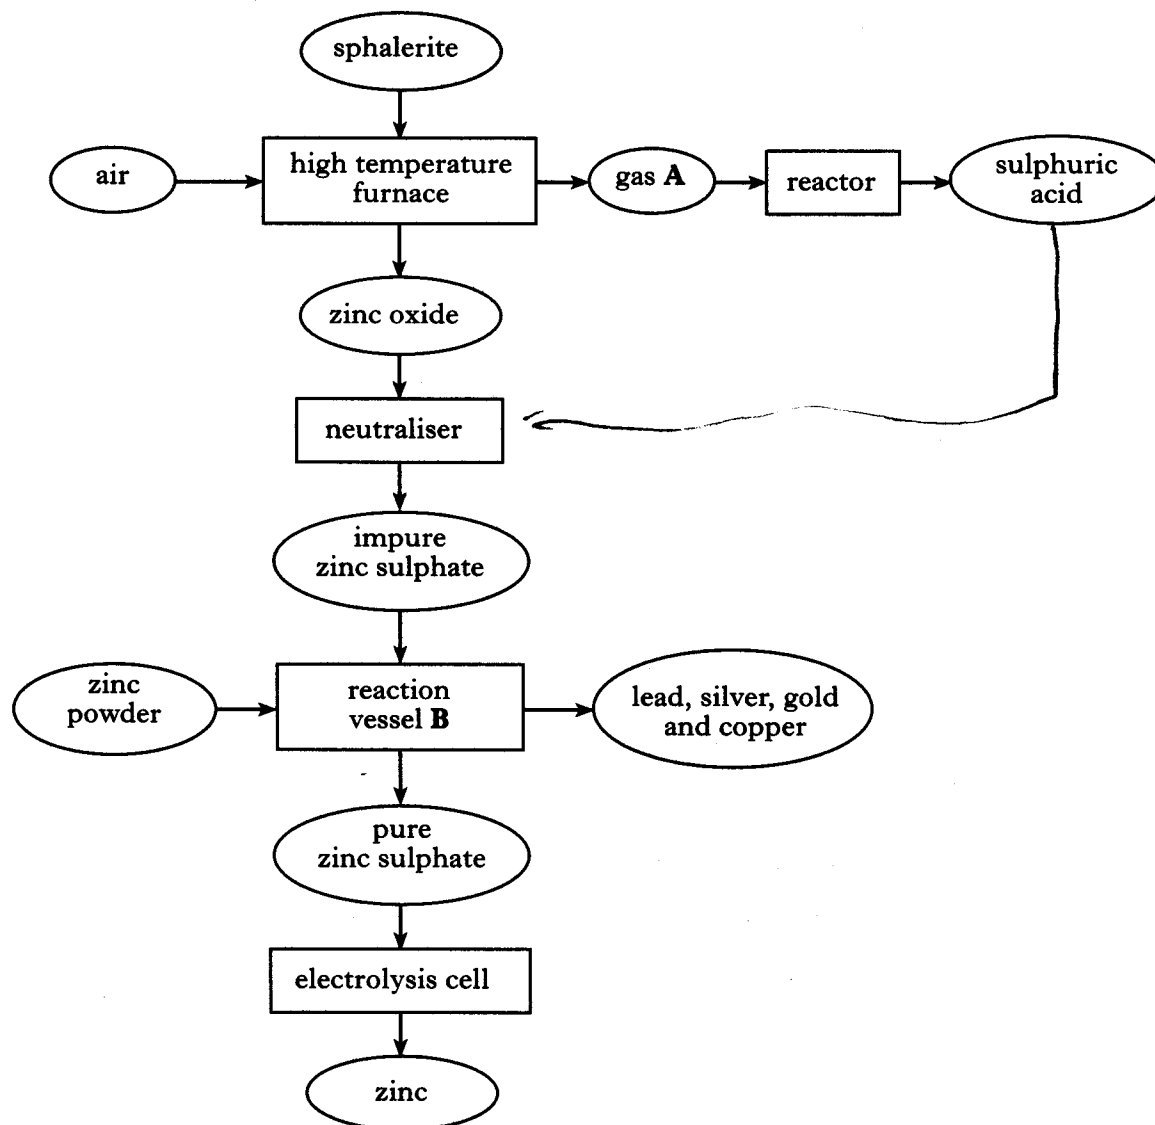 sphalerite
air
high temperature
furnace
gas A
reactor
sulphuric
acid
zinc oxide
neutraliser
impure
zinc sulphate
zinc
powder
reaction
vessel B
lead, silver, gold
and copper
pure
zinc sulphate
electrolysis cell
zinc